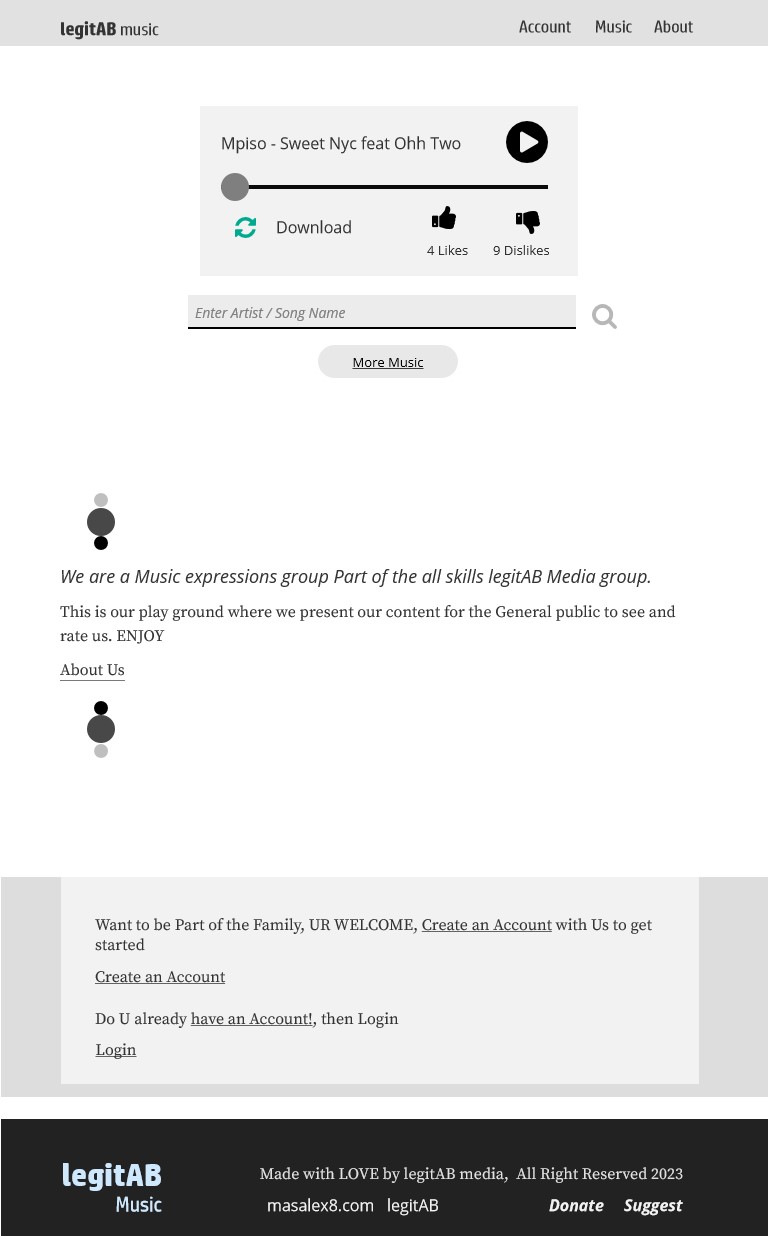 legitAB music
Account Music About
Mpiso - Sweet Nyc feat Ohh Two
Download
4 Likes 9 Dislikes
Enter Artist / Song Name
More Music
We are a Music expressions group Part of the all skills legitAB Media group.
This is our play ground where we present our content for the General public to see and
rate us. ENJOY
About Us
Want to be Part of the Family, UR WELCOME, Create an Account with Us to get
started
Create an Account
Do U already have an Account!, then Login
Login
legitAB
Music
Made with LOVE by legitAB media, All Right Reserved 2023
masalex8.com legitAB Donate Suggest